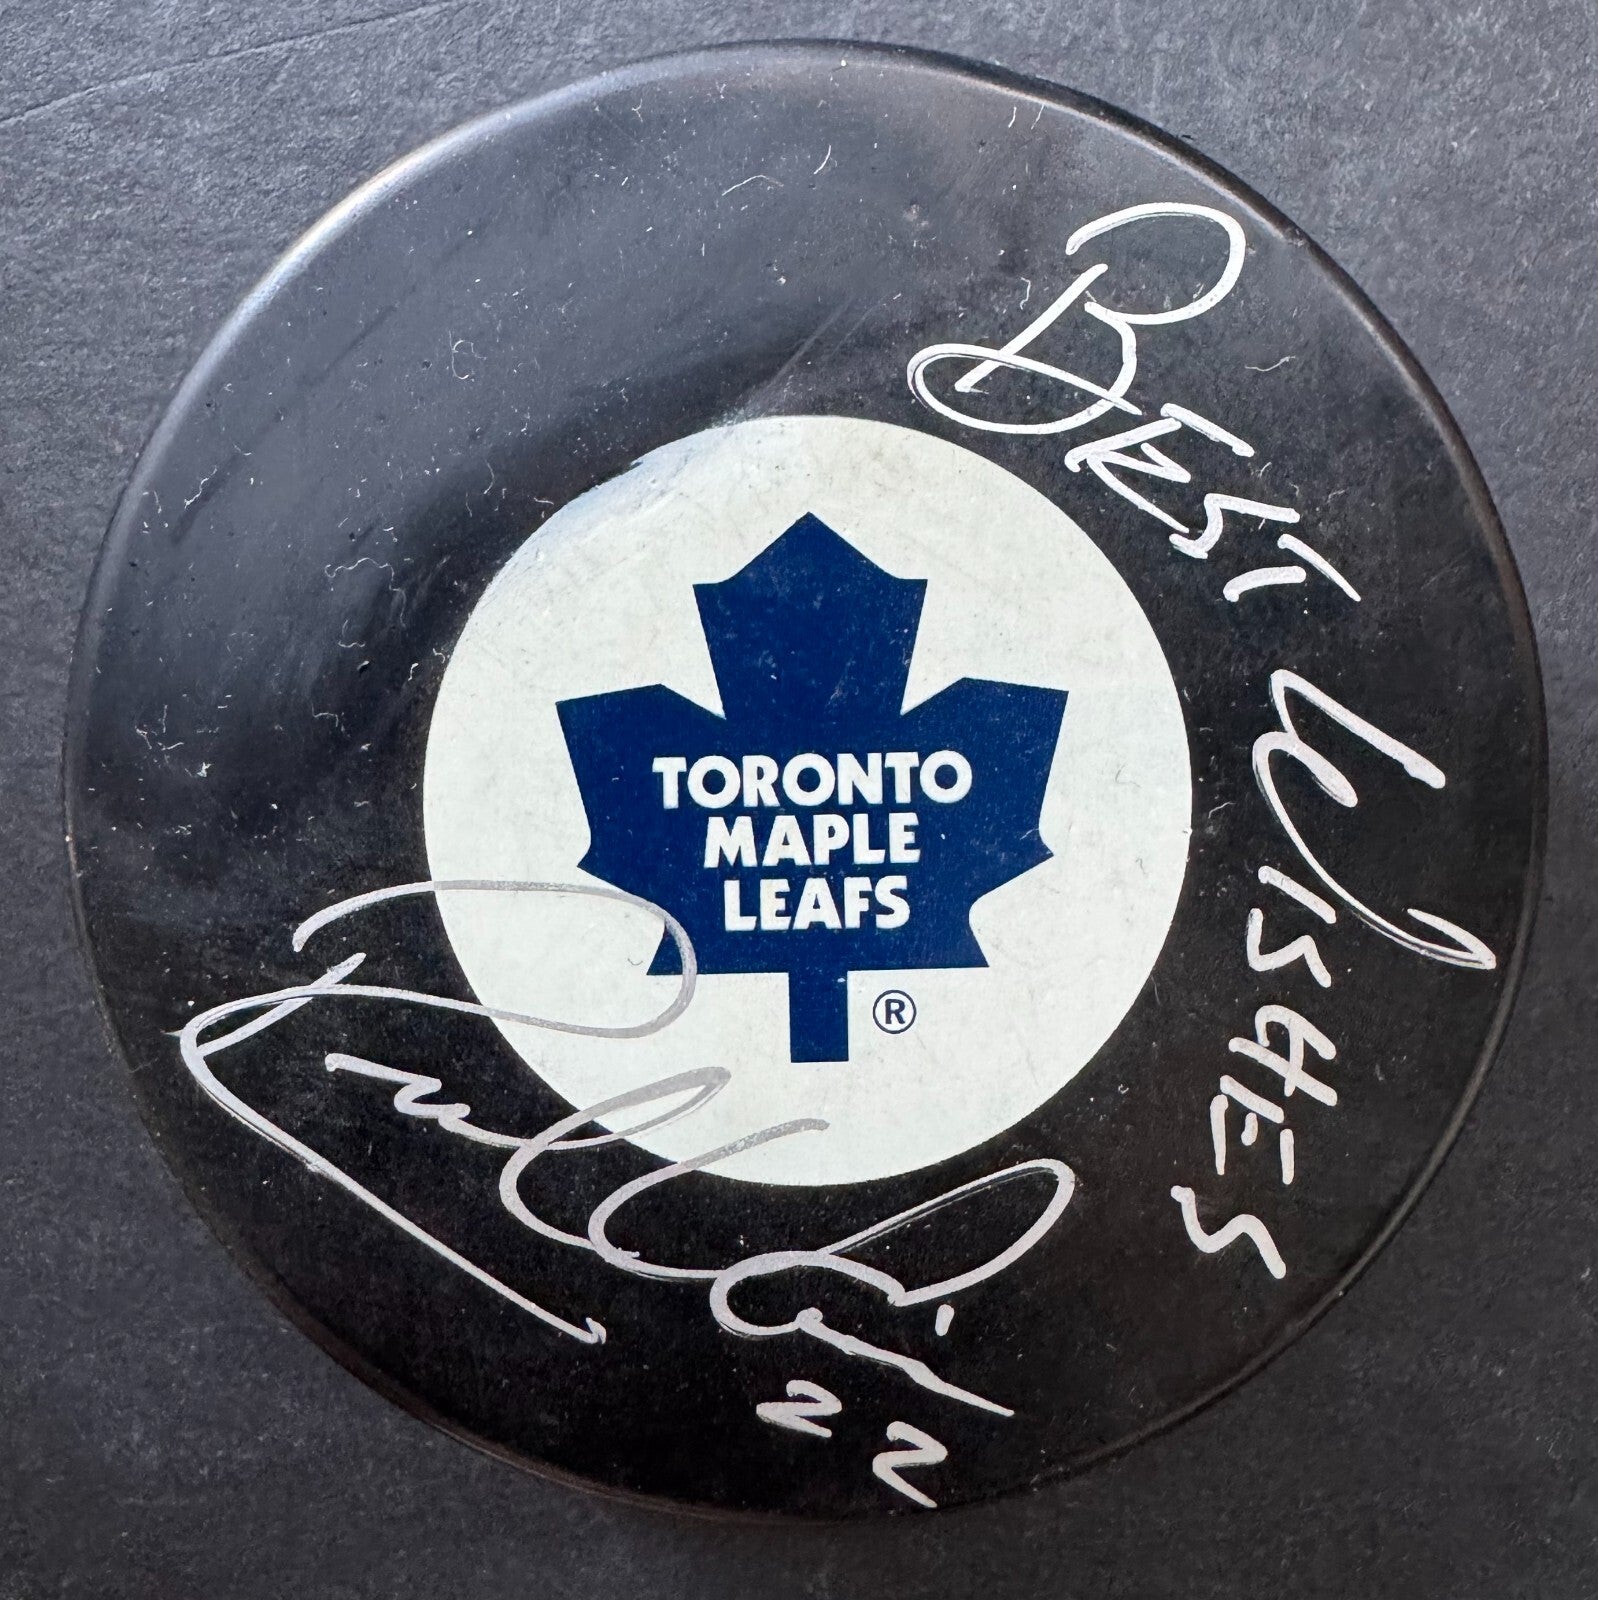 TORONTO
MAPLE
LEAFS
®
BEST WISHES
22